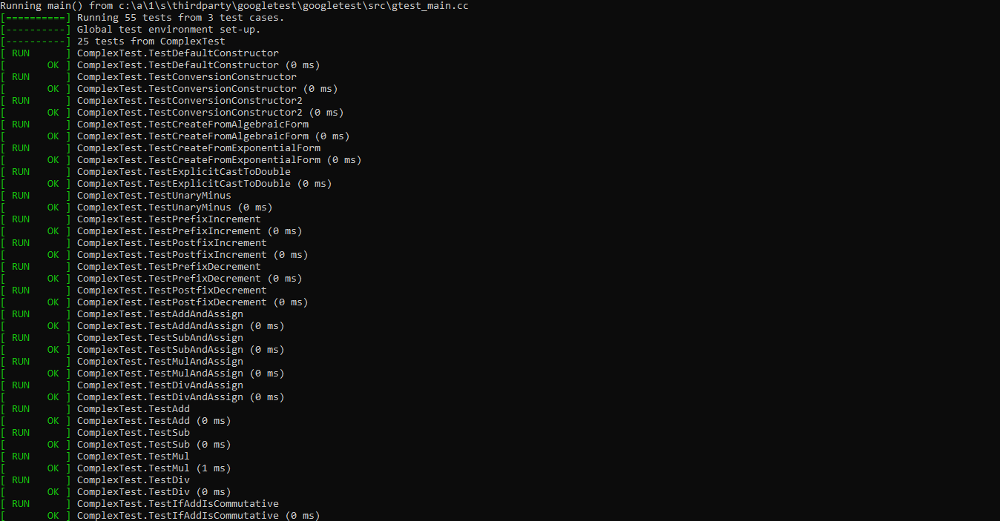 Running main() from c:\a\1\s\thirdparty\googletest\googletest\src\gtest_main.cc
[==========] Running 55 tests from 3 test cases.
[----------] Global test environment set-up.
[----------] 25 tests from ComplexTest
[ RUN      ] ComplexTest.TestDefaultConstructor
[       OK ] ComplexTest.TestDefaultConstructor (0 ms)
[ RUN      ] ComplexTest.TestConversionConstructor
[       OK ] ComplexTest.TestConversionConstructor (0 ms)
[ RUN      ] ComplexTest.TestConversionConstructor2
[       OK ] ComplexTest.TestConversionConstructor2 (0 ms)
[ RUN      ] ComplexTest.TestCreateFromAlgebraicForm
[       OK ] ComplexTest.TestCreateFromAlgebraicForm (0 ms)
[ RUN      ] ComplexTest.TestCreateFromExponentialForm
[       OK ] ComplexTest.TestCreateFromExponentialForm (0 ms)
[ RUN      ] ComplexTest.TestExplicitCastToDouble
[       OK ] ComplexTest.TestExplicitCastToDouble (0 ms)
[ RUN      ] ComplexTest.TestUnaryMinus
[       OK ] ComplexTest.TestUnaryMinus (0 ms)
[ RUN      ] ComplexTest.TestPrefixIncrement
[       OK ] ComplexTest.TestPrefixIncrement (0 ms)
[ RUN      ] ComplexTest.TestPostfixIncrement
[       OK ] ComplexTest.TestPostfixIncrement (0 ms)
[ RUN      ] ComplexTest.TestPrefixDecrement
[       OK ] ComplexTest.TestPrefixDecrement (0 ms)
[ RUN      ] ComplexTest.TestPostfixDecrement
[       OK ] ComplexTest.TestPostfixDecrement (0 ms)
[ RUN      ] ComplexTest.TestAddAndAssign
[       OK ] ComplexTest.TestAddAndAssign (0 ms)
[ RUN      ] ComplexTest.TestSubAndAssign
[       OK ] ComplexTest.TestSubAndAssign (0 ms)
[ RUN      ] ComplexTest.TestMulAndAssign
[       OK ] ComplexTest.TestMulAndAssign (0 ms)
[ RUN      ] ComplexTest.TestDivAndAssign
[       OK ] ComplexTest.TestDivAndAssign (0 ms)
[ RUN      ] ComplexTest.TestAdd
[       OK ] ComplexTest.TestAdd (0 ms)
[ RUN      ] ComplexTest.TestSub
[       OK ] ComplexTest.TestSub (0 ms)
[ RUN      ] ComplexTest.TestMul
[       OK ] ComplexTest.TestMul (1 ms)
[ RUN      ] ComplexTest.TestDiv
[       OK ] ComplexTest.TestDiv (0 ms)
[ RUN      ] ComplexTest.TestIfAddIsCommutative
[       OK ] ComplexTest.TestIfAddIsCommutative (0 ms)